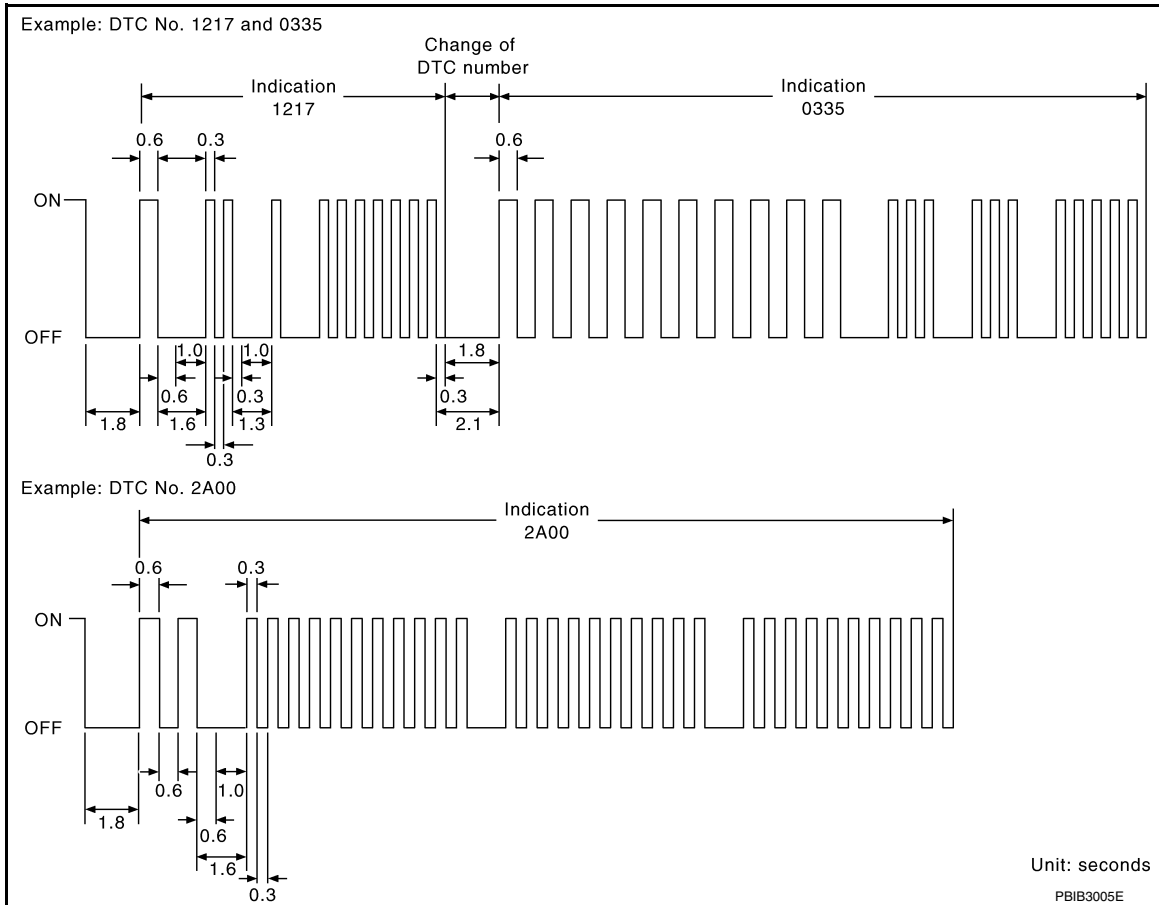 Example: DTC No. 1217 and 0335
Change of
DTC number
Indication
1217
Indication
0335
0.6
0.3
0.6
ON
OFF
1.0
1.0
1.8
0.6
0.3
0.3
1.8
1.6
1.3
2.1
0.3
Example: DTC No. 2A00
Indication
2A00
0.6
0.3
ON
OFF
0.6
1.0
1.8
0.6
1.6
0.3
Unit: seconds
PBIB3005E